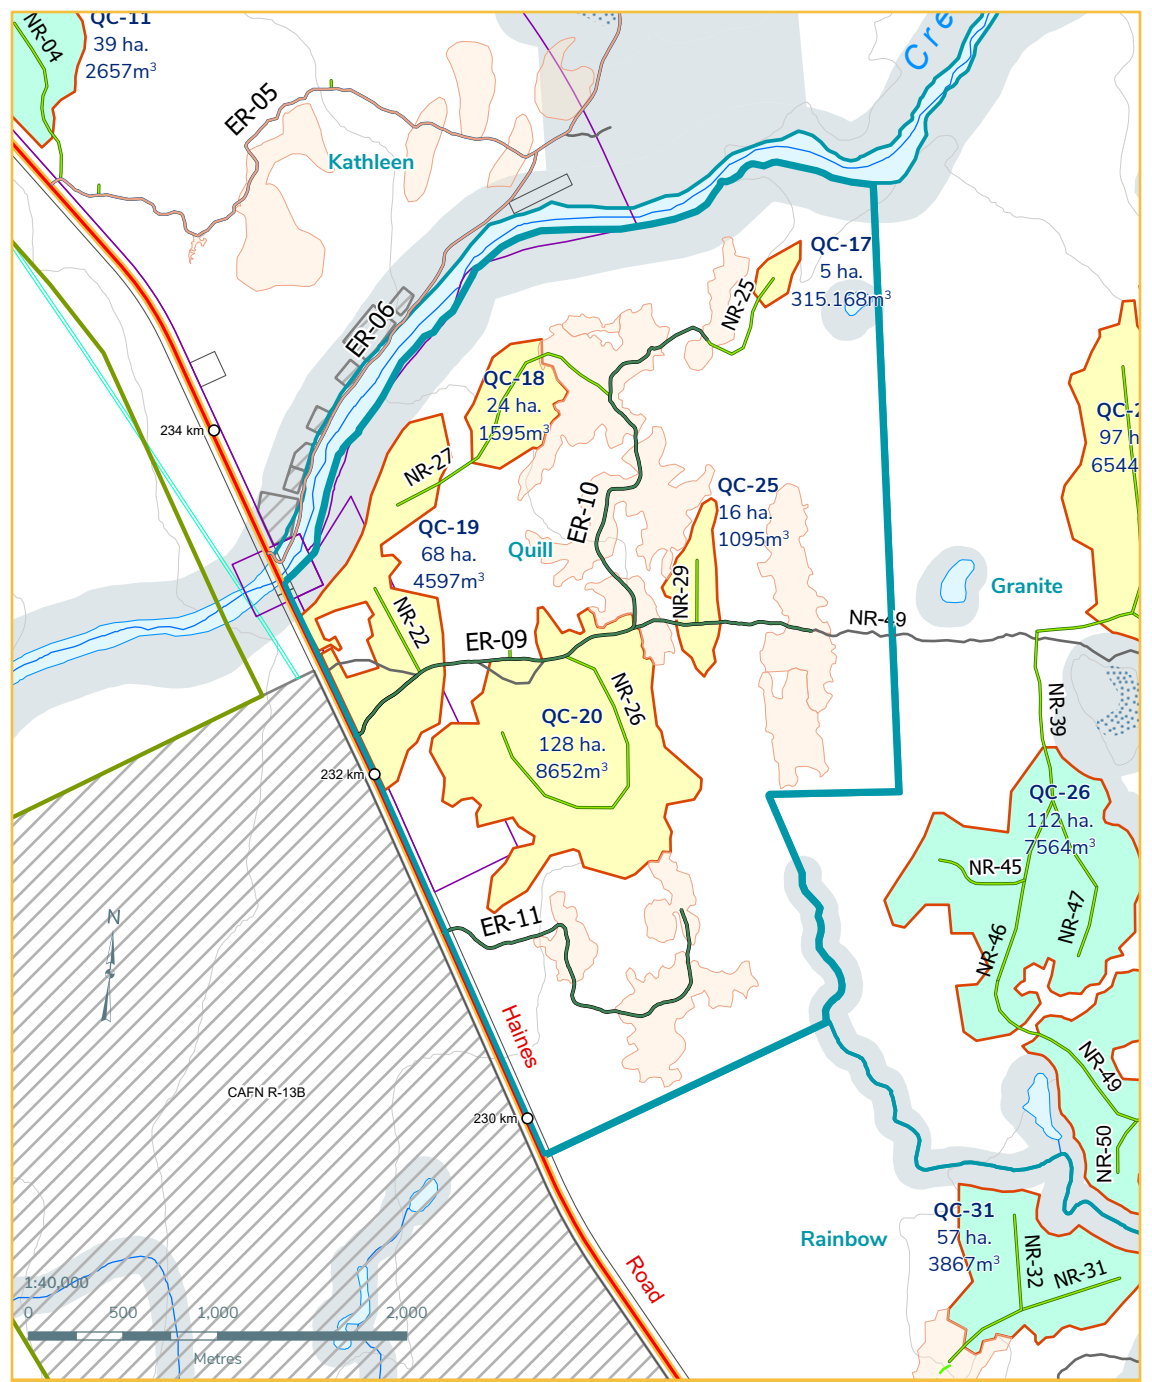 QC-11
39 ha.
2657m³
NR-04
ER-05
Kathleen
Cre
QC-17
5 ha.
315.168m³
NR-25
ER-06
QC-18
24 ha.
1595m³
234 km
NR-27
QC-19
68 ha.
4597m³
ER-10
Quill
QC-25
16 ha.
1095m³
QC-2
97 h
6544
Granite
NR-29
NR-22
ER-09
NR-49
NR-26
NR-39
QC-20
128 ha.
8652m³
232 km
QC-26
112 ha.
7564m³
NR-45
NR-47
NR-46
ER-11
N
Haines
NR-49
CAFN R-13B
230 km
NR-50
QC-31
57 ha.
3867m³
Rainbow
NR-32
NR-31
Road
1:40,000
0 500 1,000 2,000
Metres